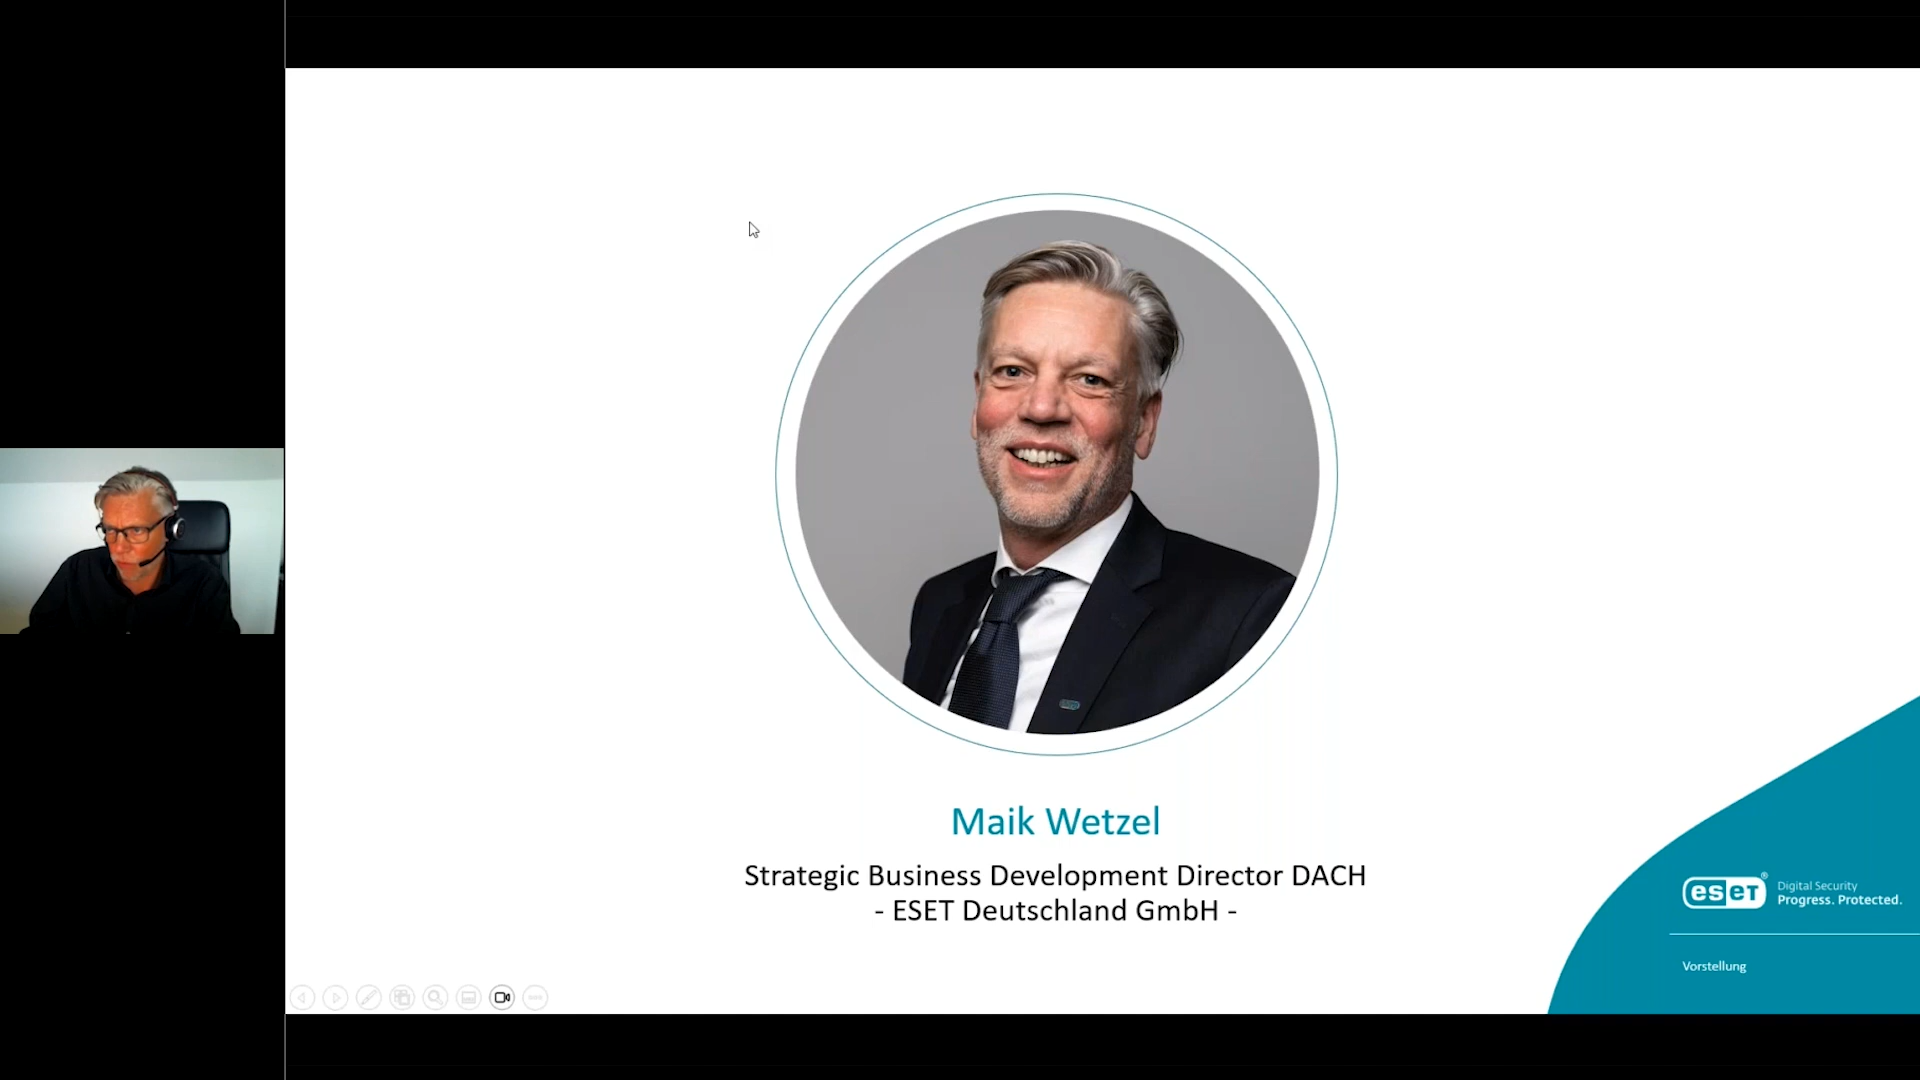 Maik Wetzel
Strategic Business Development Director DACH
- ESET Deutschland GmbH -
eseT®
Digital Security
Progress. Protected.
Vorstellung